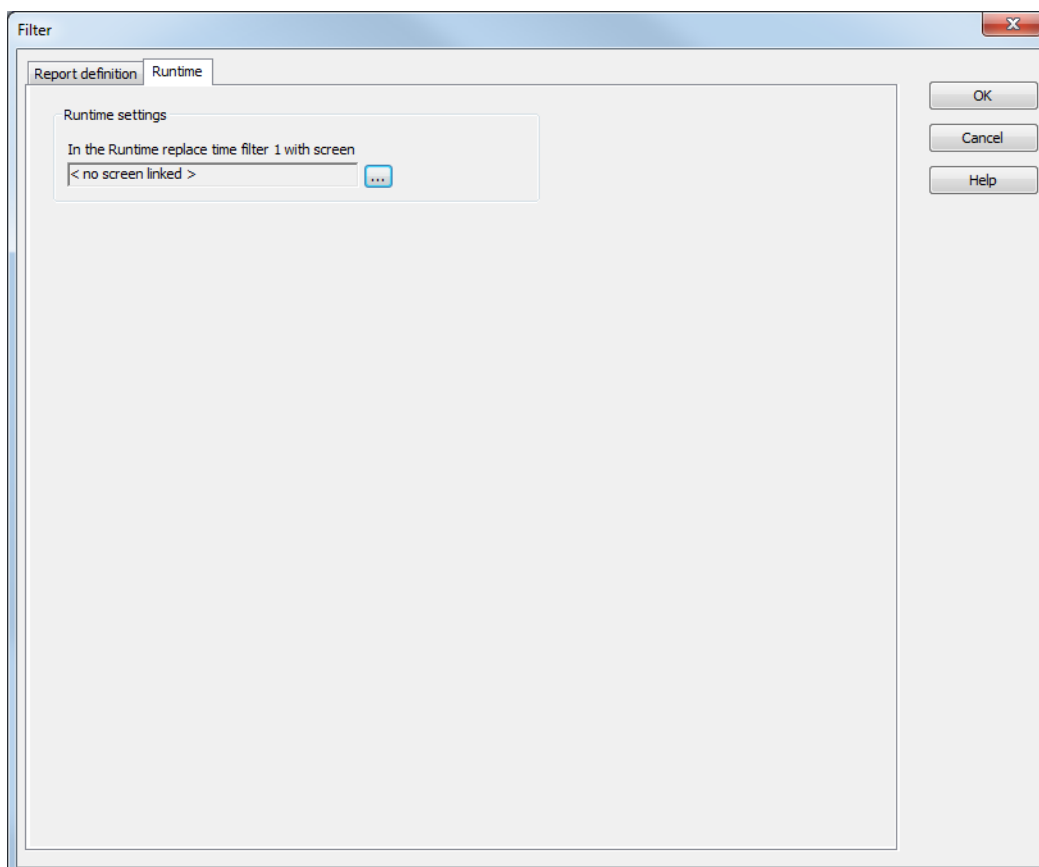 Filter
Report definition
Runtime
OK
Runtime settings
Cancel
In the Runtime replace time filter 1 with screen
< no screen linked >
...
Help